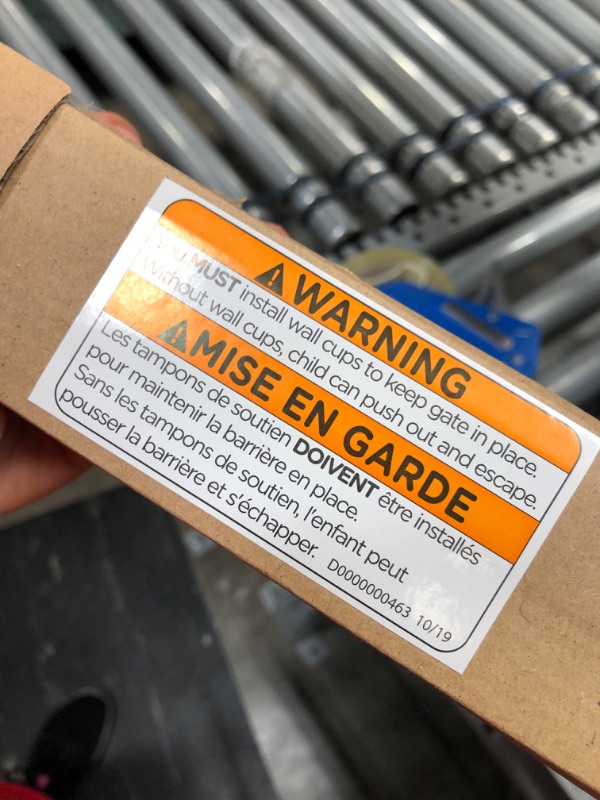 WARNING
You MUST install wall cups to keep gate in place.
Without wall cups, child can push out and escape.
MISE EN GARDE
Les tampons de soutien DOIVENT être installés
pour maintenir la barrière en place.
Sans les tampons de soutien, l'enfant peut
pousser la barrière et s'échapper.
D0000000463 10/19